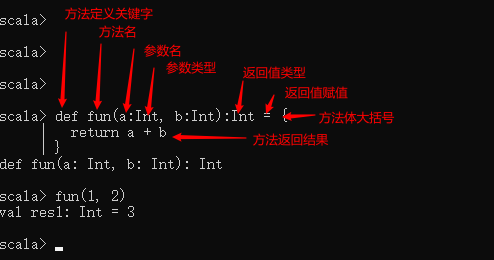 scala>
方法定义关键字
方法名
scala>
参数名
参数类型
scala>
返回值类型
返回值赋值
scala> def fun(a:Int, b:Int):Int = {
方法体大括号
| return a + b
方法返回结果
| }
def fun(a: Int, b: Int): Int
scala> fun(1, 2)
val res1: Int = 3
scala>